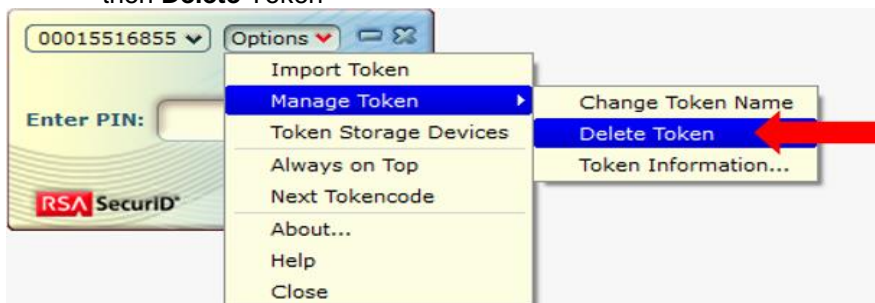 then Delete Token
00015516855 Options
Import Token
Enter PIN: Manage Token Change Token Name
Token Storage Devices Delete Token
Always on Top Token Information...
RSA SecurID Next Tokencode
About...
Help
Close